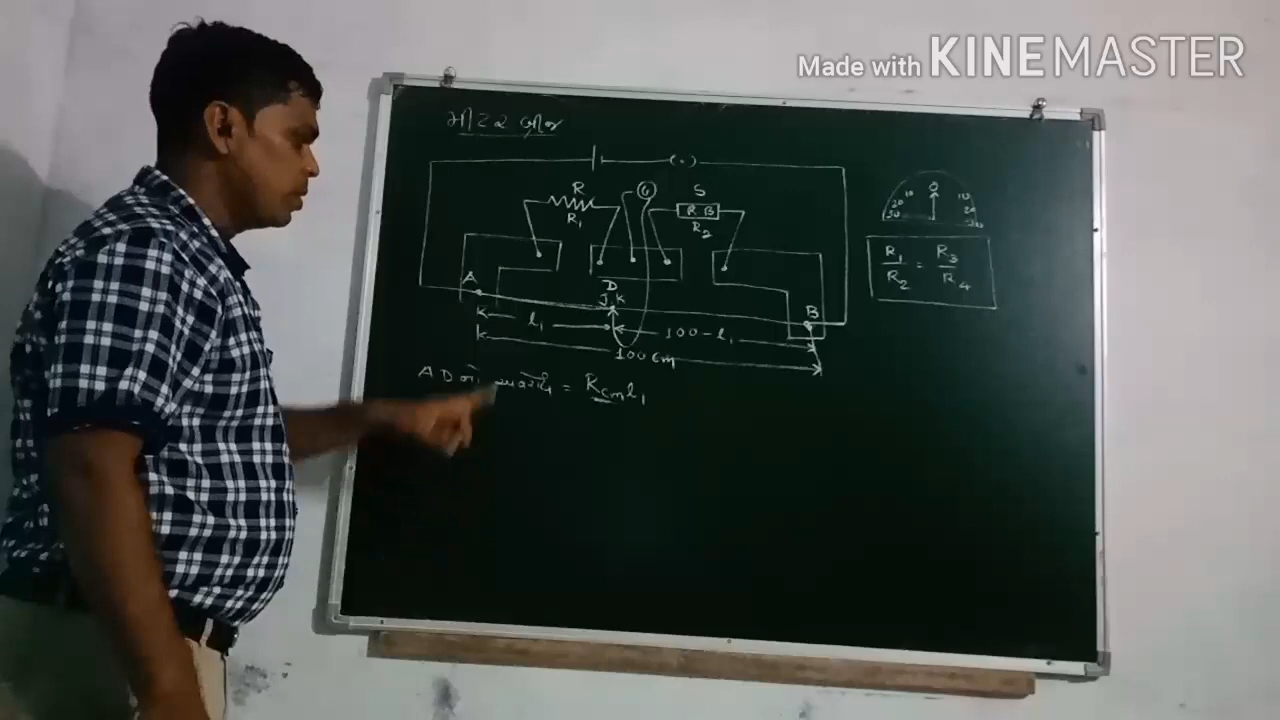 Made with KINEMASTER
મીટર બ્રીજ
R
R₁
G
S
R B
R₂
10 0 10
20 20
30 30
R₁/R₂ = R₃/R₄
A
D
J.K
B
l₁
100 - l₁
100 cm
AD નો અવરોધ = Rcm l₁